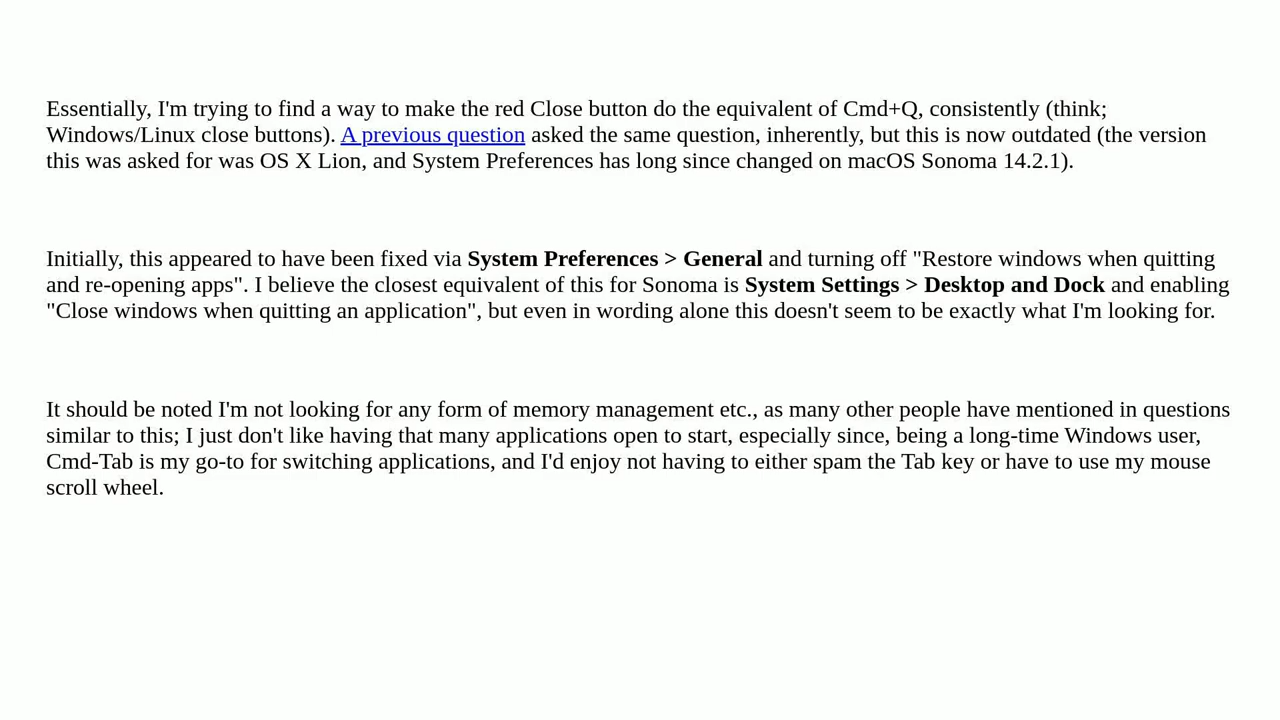 Essentially, I'm trying to find a way to make the red Close button do the equivalent of Cmd+Q, consistently (think;
Windows/Linux close buttons). A previous question asked the same question, inherently, but this is now outdated (the version
this was asked for was OS X Lion, and System Preferences has long since changed on macOS Sonoma 14.2.1).
Initially, this appeared to have been fixed via System Preferences > General and turning off "Restore windows when quitting
and re-opening apps". I believe the closest equivalent of this for Sonoma is System Settings > Desktop and Dock and enabling
"Close windows when quitting an application", but even in wording alone this doesn't seem to be exactly what I'm looking for.
It should be noted I'm not looking for any form of memory management etc., as many other people have mentioned in questions
similar to this; I just don't like having that many applications open to start, especially since, being a long-time Windows user,
Cmd-Tab is my go-to for switching applications, and I'd enjoy not having to either spam the Tab key or have to use my mouse
scroll wheel.